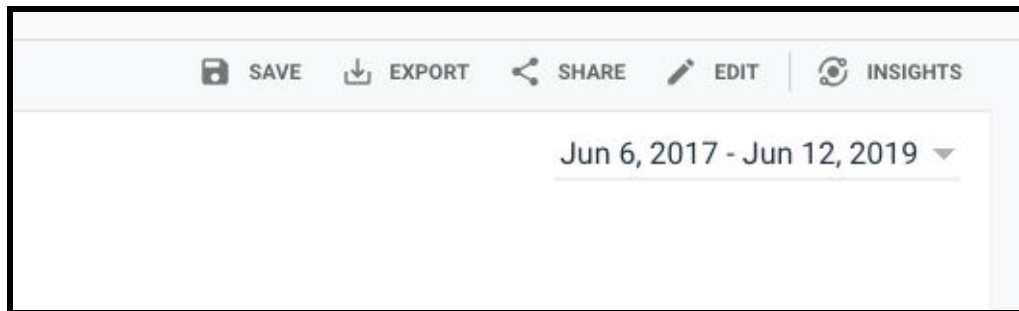 SAVE EXPORT SHARE EDIT INSIGHTS
Jun 6, 2017 - Jun 12, 2019